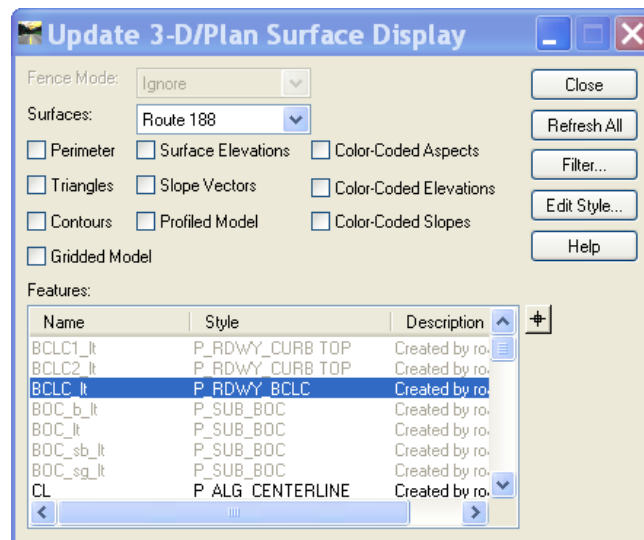 Update 3-D/Plan Surface Display
Fence Mode: Ignore
Close
Surfaces: Route 188
Refresh All
Perimeter Surface Elevations Color-Coded Aspects
Filter...
Triangles Slope Vectors Color-Coded Elevations
Edit Style...
Contours Profiled Model Color-Coded Slopes
Help
Gridded Model
Features:
Name Style Description
BCLC1_lt P_RDWY_CURB TOP Created by ro
BCLC2_lt P_RDWY_CURB TOP Created by ro
BCLC_lt P_RDWY_BCLC Created by ro
BOC_b_lt P_SUB_BOC Created by ro
BOC_lt P_SUB_BOC Created by ro
BOC_sb_lt P_SUB_BOC Created by ro
BOC_sg_lt P_SUB_BOC Created by ro
CL P_ALG_CENTERLINE Created by ro